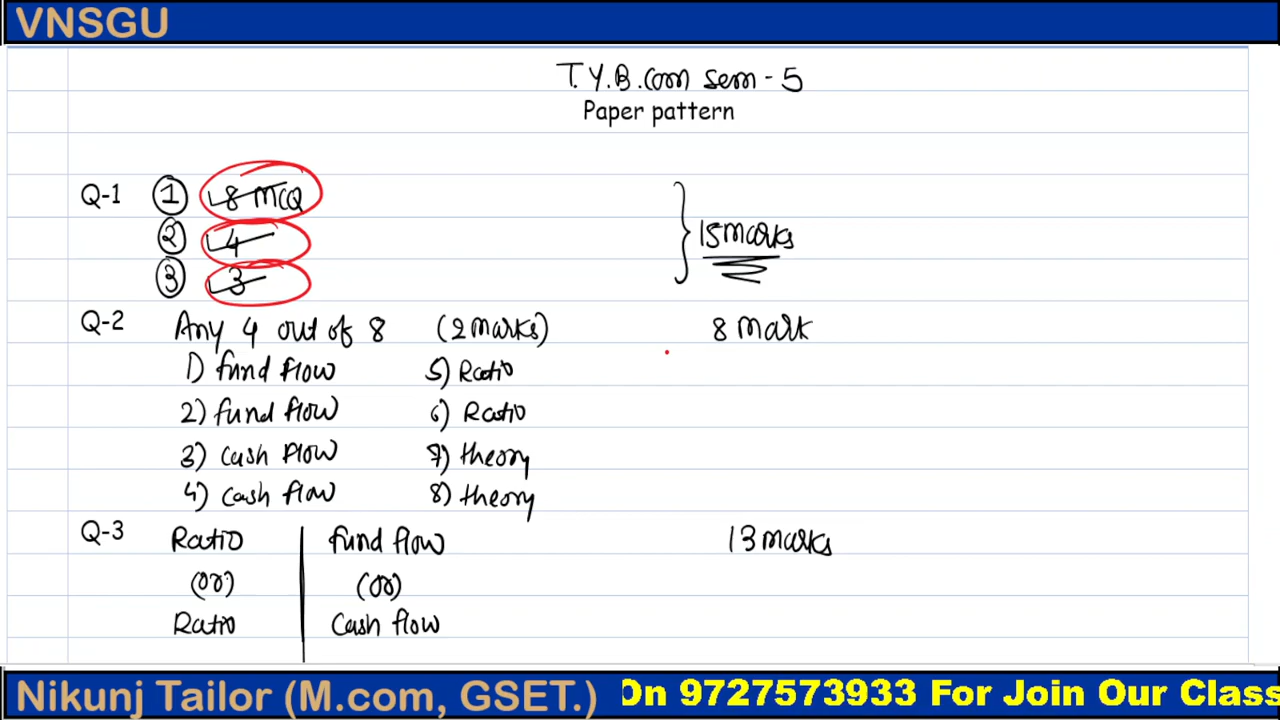 VNSGU
T.Y.B.Com Sem - 5
Paper pattern
Q-1 1 8 MCQ
2 4
3 3
15 marks
Q-2 Any 4 out of 8 (2 marks) 8 mark
1) fund flow 5) Ratio
2) fund flow 6) Ratio
3) cash flow 7) theory
4) cash flow 8) theory
Q-3 Ratio fund flow 13 marks
(or) (or)
Ratio Cash flow
Nikunj Tailor (M.com, GSET.) On 9727573933 For Join Our Class